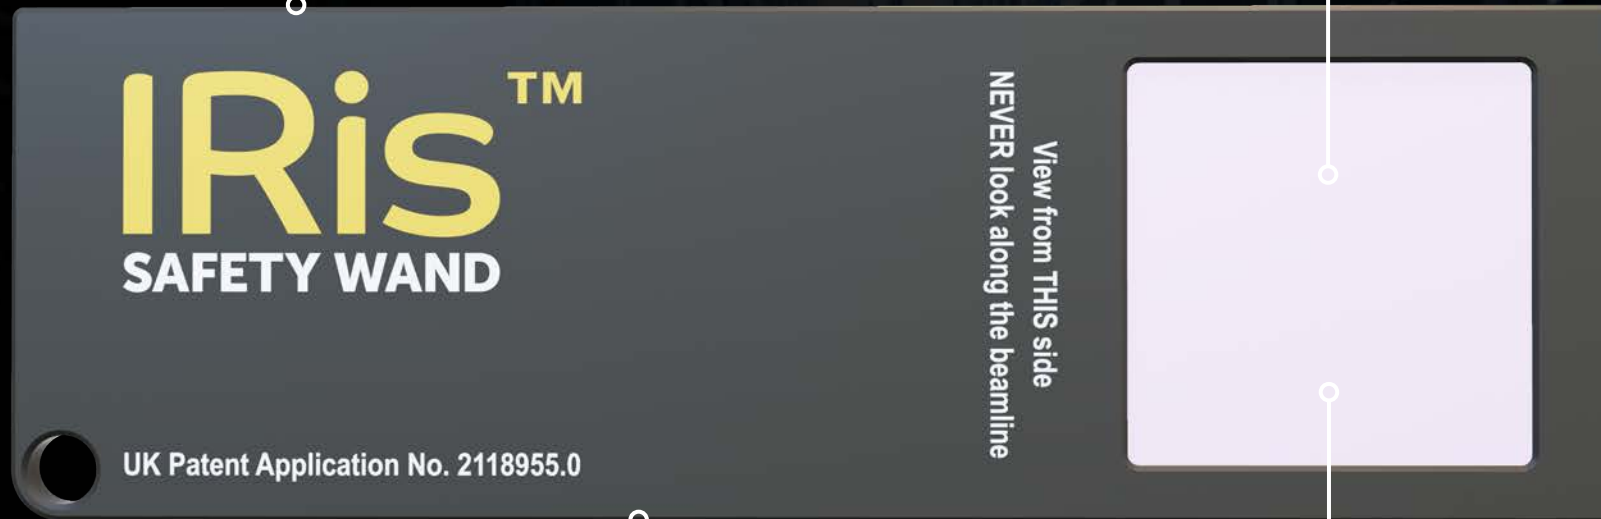 IRis™
SAFETY WAND
UK Patent Application No. 2118955.0
View from THIS side
NEVER look along the beamline